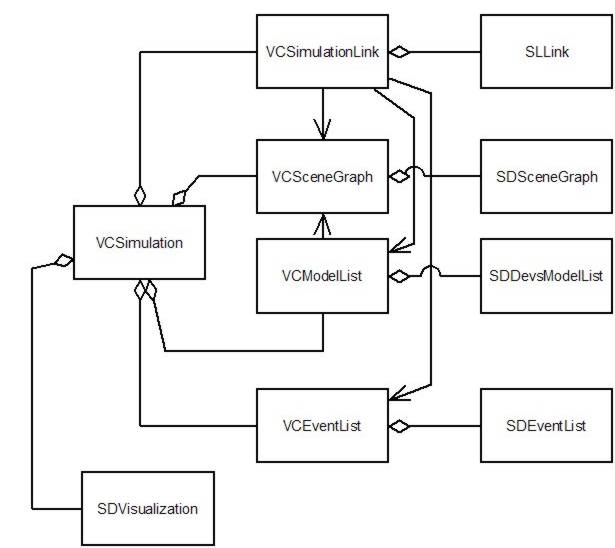 VCSimulationLink
SLLink
VCSceneGraph
SDSceneGraph
VCSimulation
VCModelList
SDDevsModelList
VCEventList
SDEventList
SDVisualization